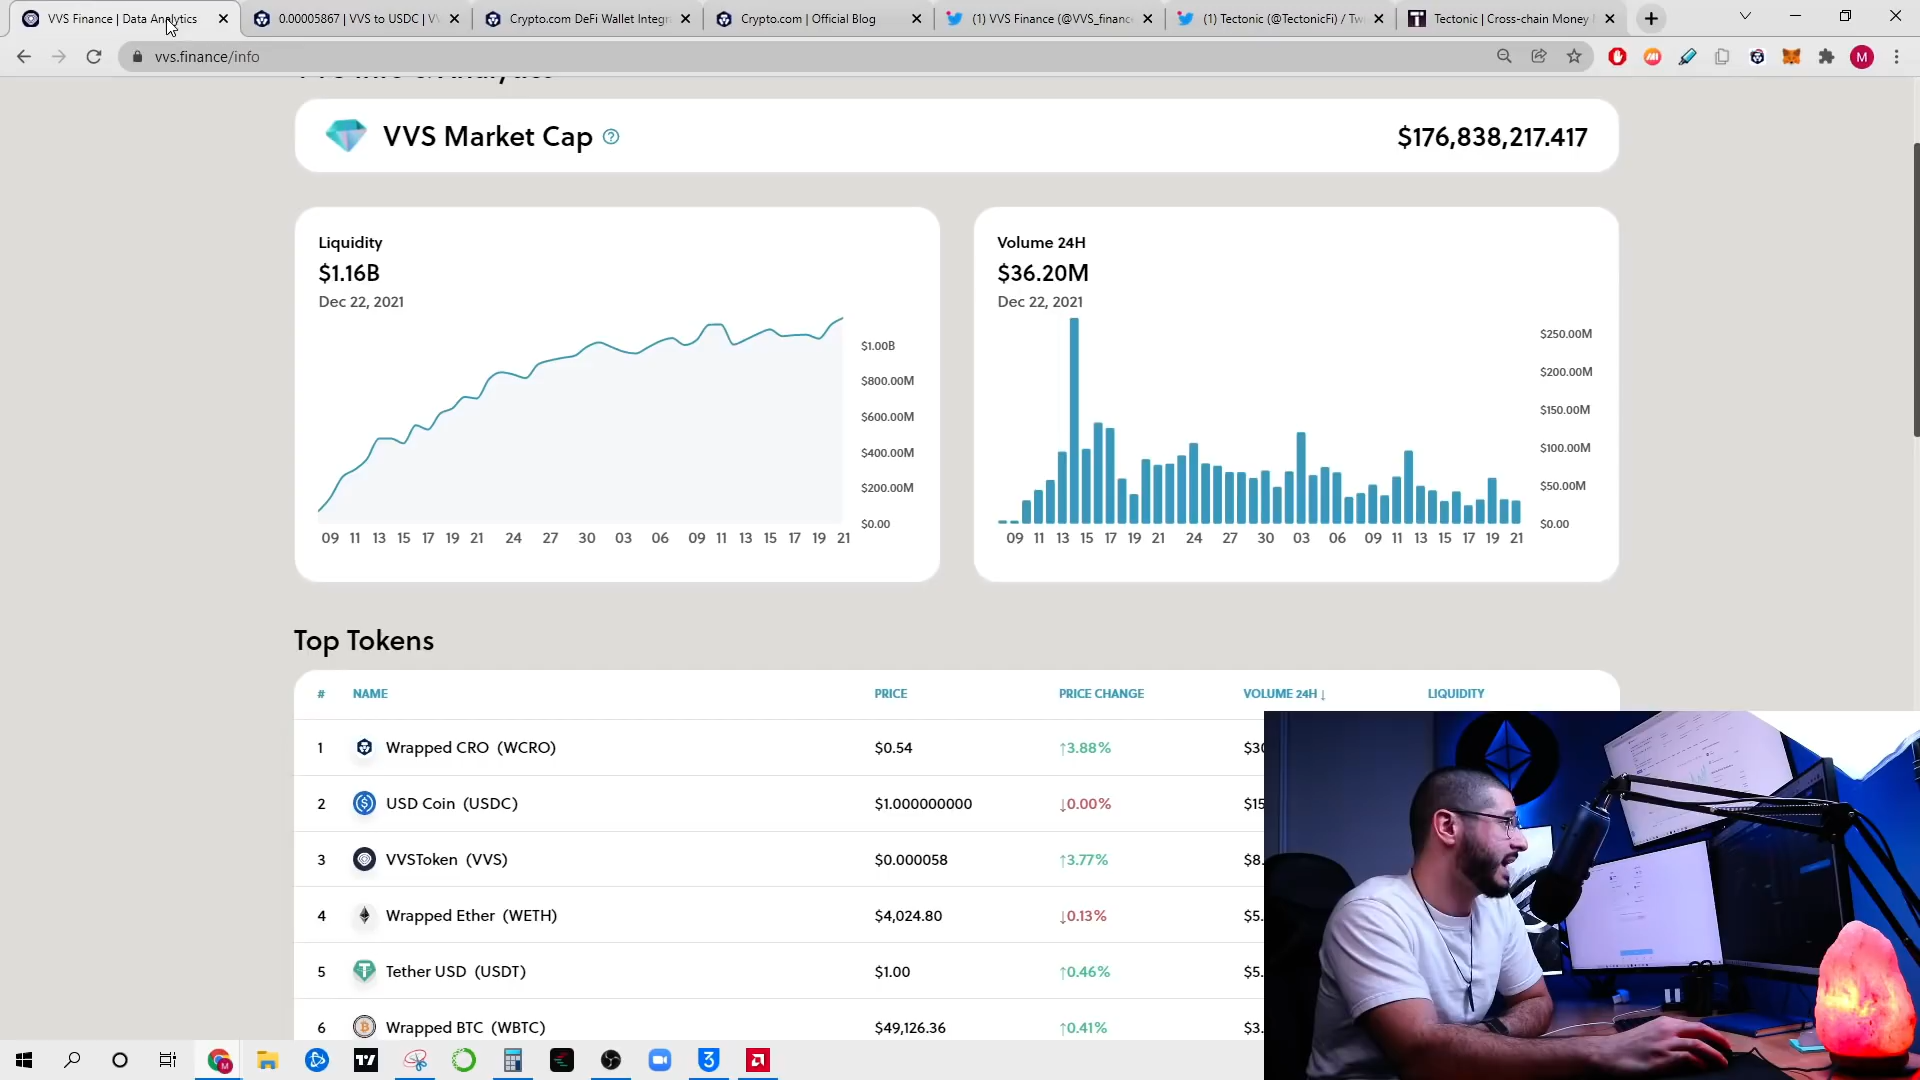 VVS Finance | Data Analytics
0.00005867 | VVS to USDC | V
Crypto.com DeFi Wallet Integr
Crypto.com | Official Blog
(1) VVS Finance (@VVS_financ
(1) Tectonic (@TectonicFi) / Tw
Tectonic | Cross-chain Money
vvs.finance/info
M
VVS Market Cap ?
$176,838,217.417
Liquidity
$1.16B
Dec 22, 2021
$1.00B
$800.00M
$600.00M
$400.00M
$200.00M
$0.00
09 11 13 15 17 19 21 24 27 30 03 06 09 11 13 15 17 19 21
Volume 24H
$36.20M
Dec 22, 2021
$250.00M
$200.00M
$150.00M
$100.00M
$50.00M
$0.00
09 11 13 15 17 19 21 24 27 30 03 06 09 11 13 15 17 19 21
Top Tokens
# NAME PRICE PRICE CHANGE VOLUME 24H ↓ LIQUIDITY
1 Wrapped CRO (WCRO) $0.54 ↑3.88% $30
2 USD Coin (USDC) $1.000000000 ↓0.00% $15
3 VVSToken (VVS) $0.000058 ↑3.77% $8.
4 Wrapped Ether (WETH) $4,024.80 ↓0.13% $5.
5 Tether USD (USDT) $1.00 ↑0.46% $5.
6 Wrapped BTC (WBTC) $49,126.36 ↑0.41% $3.